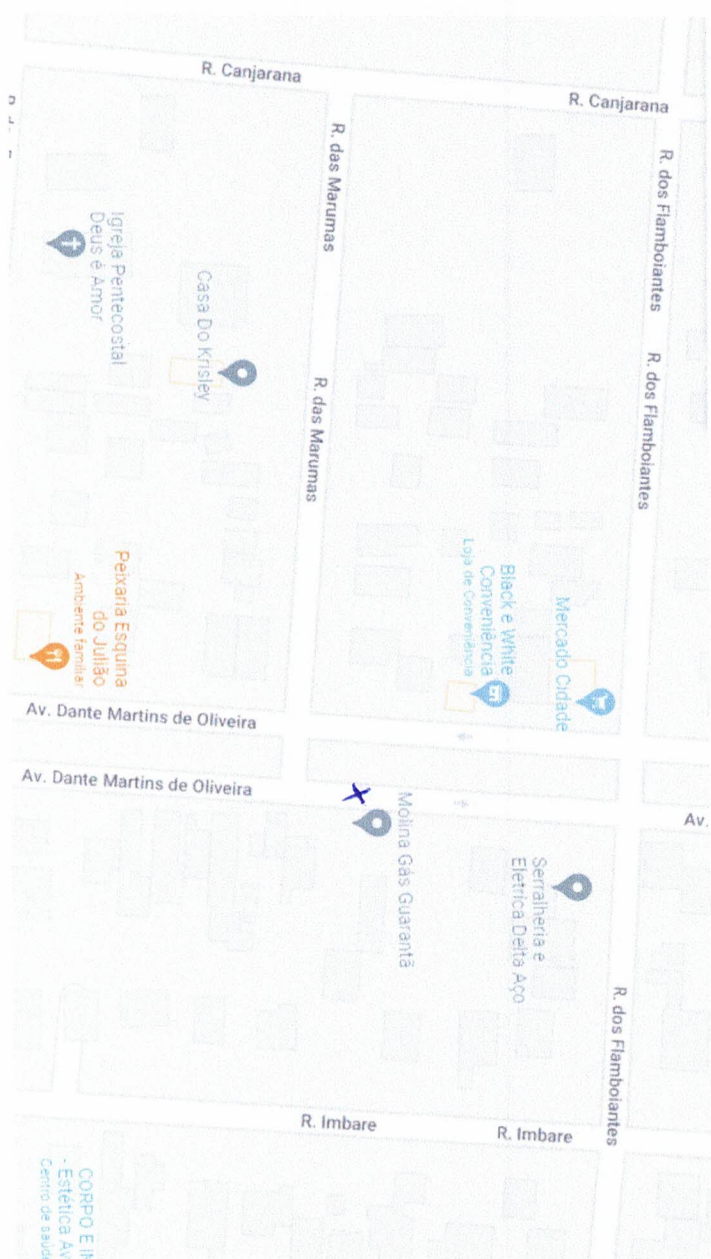 R. Canjarana
R. Canjarana
R. das Marumas
R. dos Flamboiantes
Igreja Pentecostal
Deus é Amor
Casa Do Krisley
R. das Marumas
R. dos Flamboiantes
Peixaria Esquina
do Julião
Ambiente familiar
Black e White
Conveniência
Loja de Conveniência
Mercado Cidade
Av. Dante Martins de Oliveira
Av. Dante Martins de Oliveira
Av.
X
Molina Gás Guarantã
Serralheria e
Eletrica Delta Aço
R. dos Flamboiantes
R. Imbare
R. Imbare
CORPO E
- Estética Av
Centro de saúde